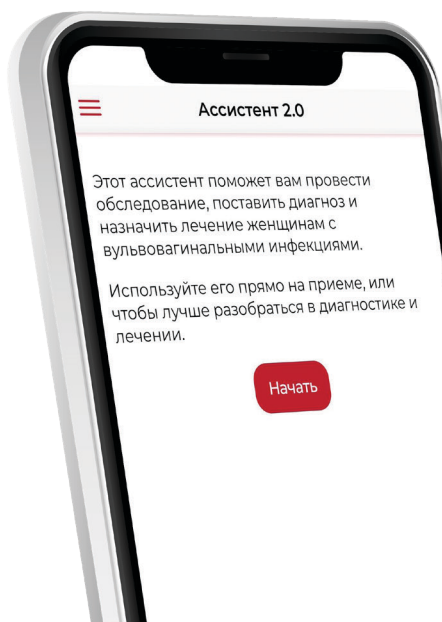 Ассистент 2.0
Этот ассистент поможет вам провести
обследование, поставить диагноз и
назначить лечение женщинам с
вульвовагинальными инфекциями.
Используйте его прямо на приеме, или
чтобы лучше разобраться в диагностике и
лечении.
Начать